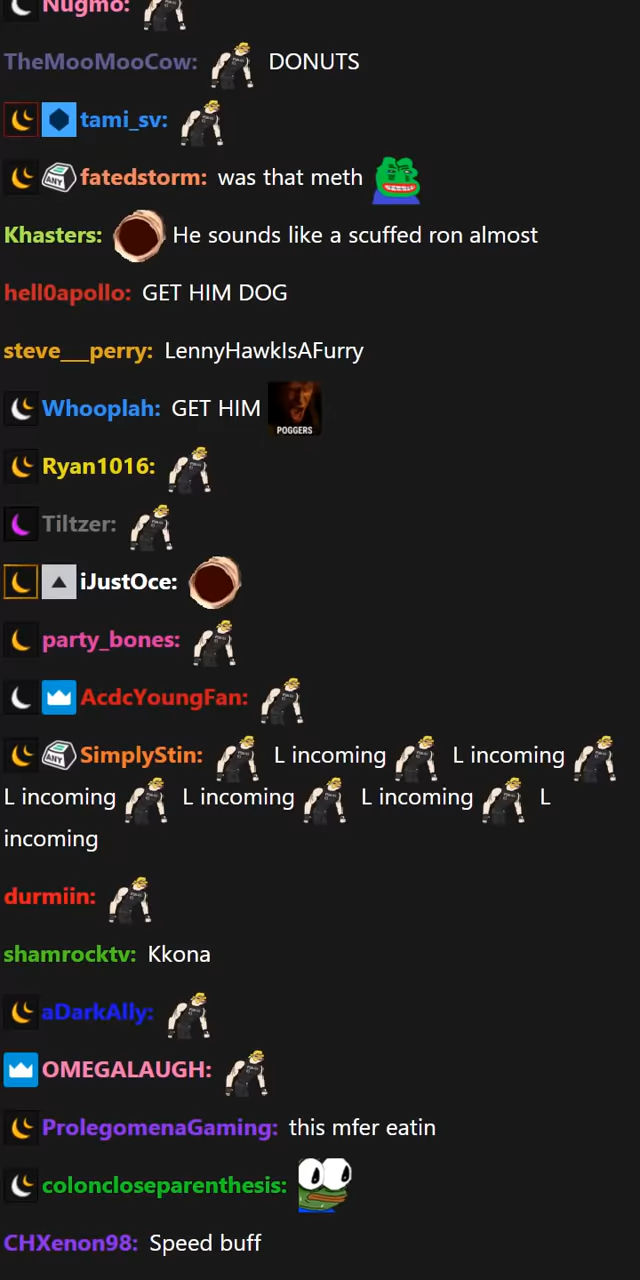 Nugmo:
TheMooMooCow: DONUTS
tami_sv:
fatedstorm: was that meth
Khasters: He sounds like a scuffed ron almost
hell0apollo: GET HIM DOG
steve__perry: LennyHawkIsAFurry
Whooplah: GET HIM POGGERS
Ryan1016:
Tiltzer:
iJustOce:
party_bones:
AcdcYoungFan:
ANY SimplyStin: L incoming L incoming
L incoming L incoming L incoming L
incoming
durmiin:
shamrocktv: Kkona
aDarkAlly:
OMEGALAUGH:
ProlegomenaGaming: this mfer eatin
coloncloseparenthesis:
CHXenon98: Speed buff